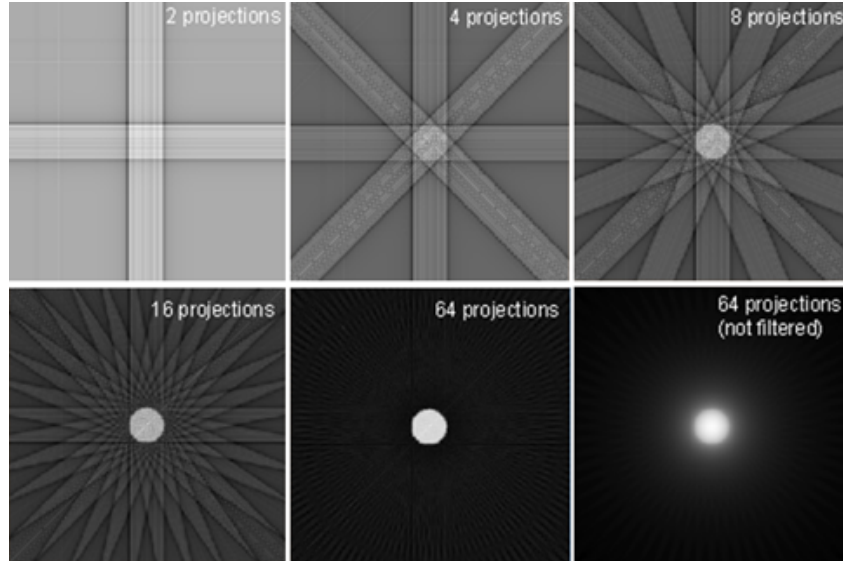 2 projections
4 projections
8 projections
16 projections
64 projections
64 projections
(not filtered)